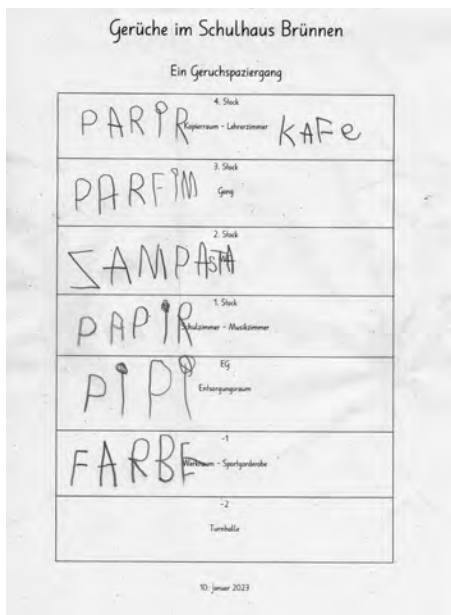 Gerüche im Schulhaus Brünnen
Ein Geruchspaziergang
4. Stock
PARIR Kopierraum - Lehrerzimmer KAFe
3. Stock
PARFIM Gang
2. Stock
ZAMPASTA
1. Stock
PAPIR Schulzimmer - Musikzimmer
EG
PIPI Entsorgungsraum
-1
FARBE Werkraum - Sportgarderobe
-2
Turnhalle
10. Januar 2023